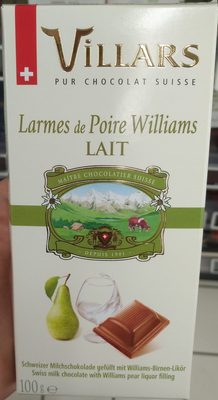 VILLARS
PUR CHOCOLAT SUISSE
Larmes de Poire Williams
LAIT
MAÎTRE CHOCOLATIER SUISSE
DEPUIS 1901
Schweizer Milchschokolade gefüllt mit Williams-Birnen-Likör
Swiss milk chocolate with Williams pear liquor filling
100 g e